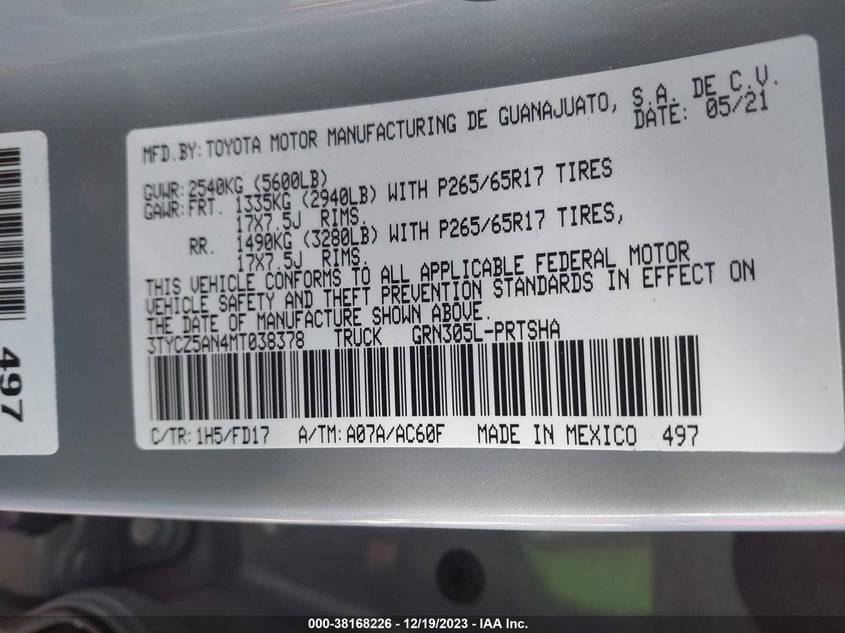 MFD.BY: TOYOTA MOTOR MANUFACTURING DE GUANAJUATO, S.A. DE C.V.
DATE: 05/21
GVWR: 2540KG (5600LB)
GAWR: FRT. 1335KG (2940LB) WITH P265/65R17 TIRES
17X7.5J RIMS.
RR. 1490KG (3280LB) WITH P265/65R17 TIRES,
17X7.5J RIMS.
THIS VEHICLE CONFORMS TO ALL APPLICABLE FEDERAL MOTOR
VEHICLE SAFETY AND THEFT PREVENTION STANDARDS IN EFFECT ON
THE DATE OF MANUFACTURE SHOWN ABOVE.
3TYCZ5AN4MT038378 TRUCK GRN305L-PRTSHA
C/TR: 1H5/FD17 A/TM: A07A/AC60F MADE IN MEXICO 497
497
000-38168226 - 12/19/2023 - IAA Inc.